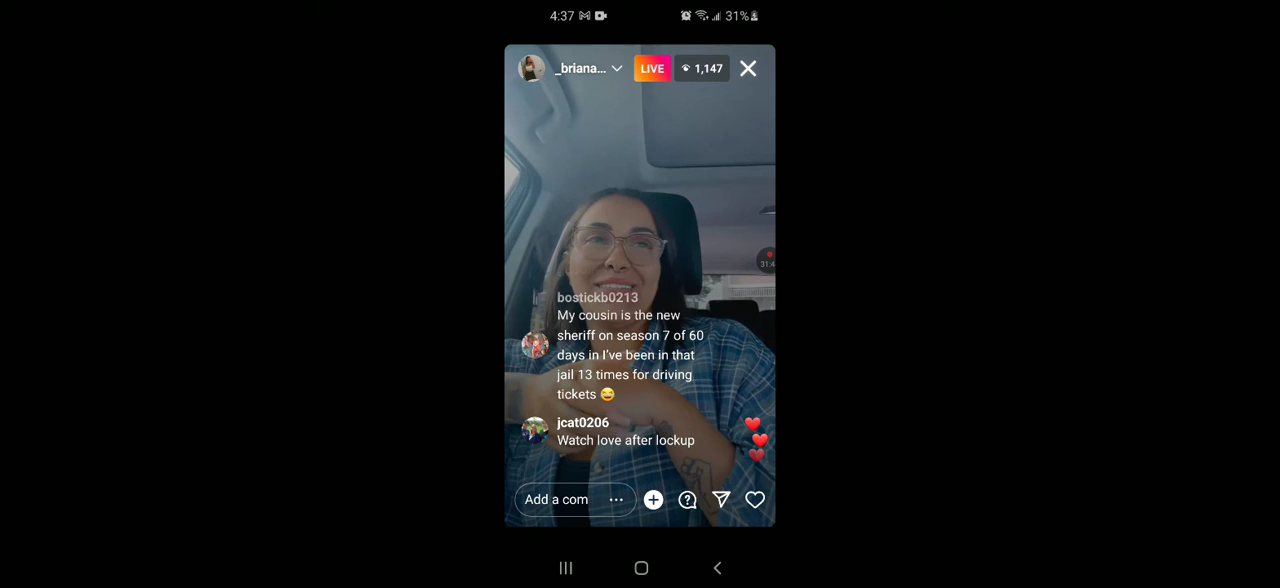 4:37
31%
_briana...
LIVE
1,147
31:4
bostickb0213
My cousin is the new
sheriff on season 7 of 60
days in I've been in that
jail 13 times for driving
tickets 😂
jcat0206
Watch love after lockup
Add a com